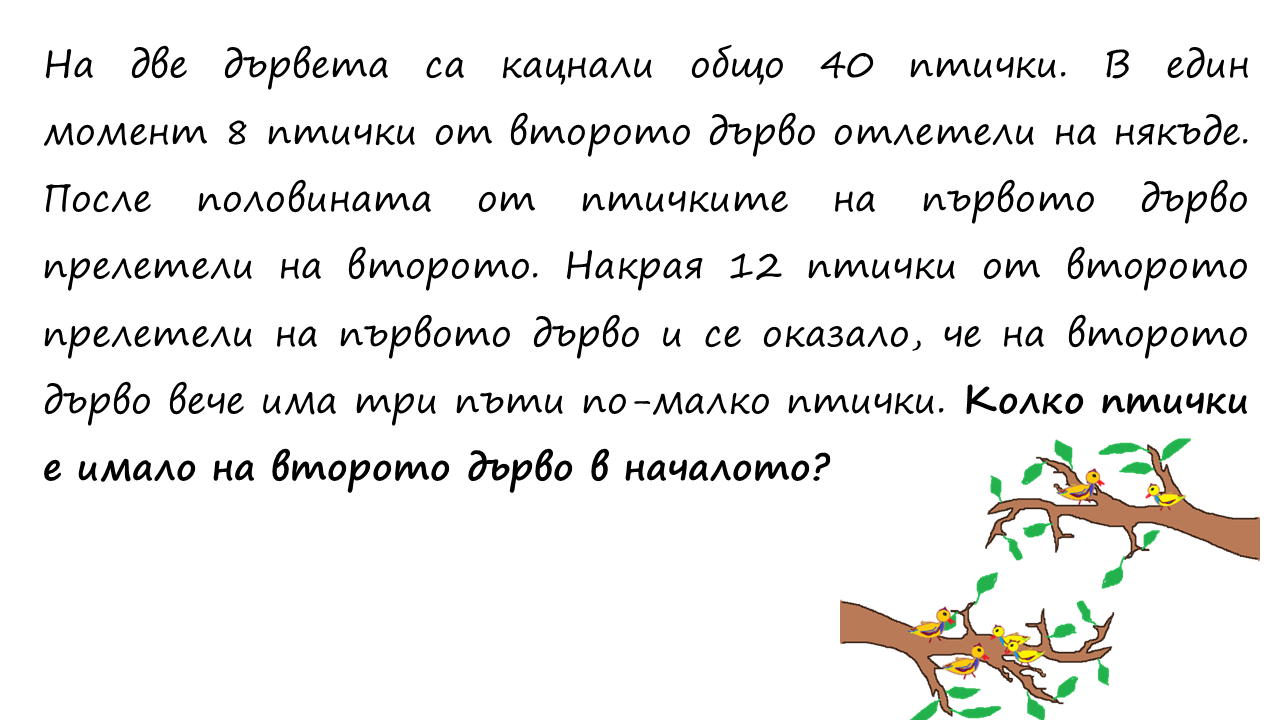 На две дървета са кацнали общо 40 птички. В един
момент 8 птички от второто дърво отлетели на някъде.
После половината от птичките на първото дърво
прелетели на второто. Накрая 12 птички от второто
прелетели на първото дърво и се оказало, че на второто
дърво вече има три пъти по-малко птички. Колко птички
е имало на второто дърво в началото?